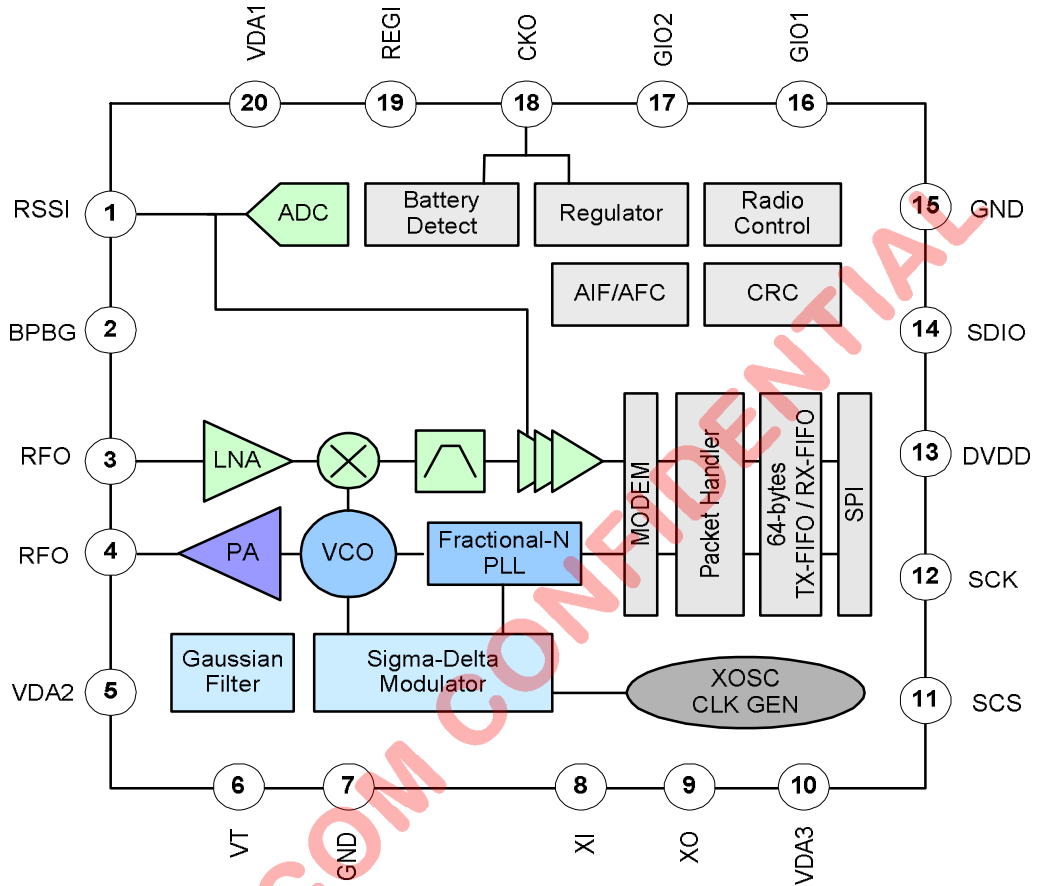 VDA1
REGI
CKO
GIO2
GIO1
20
19
18
17
16
RSSI
1
ADC
Battery
Detect
Regulator
Radio
Control
15
GND
AIF/AFC
CRC
BPBG
2
14
SDIO
RFO
3
LNA
MODEM
Packet Handler
64-bytes
TX-FIFO / RX-FIFO
SPI
13
DVDD
RFO
4
PA
VCO
Fractional-N
PLL
12
SCK
VDA2
5
Gaussian
Filter
Sigma-Delta
Modulator
XOSC
CLK GEN
11
SCS
6
7
8
9
10
VT
GND
XI
XO
VDA3
COM CONFIDENTIAL